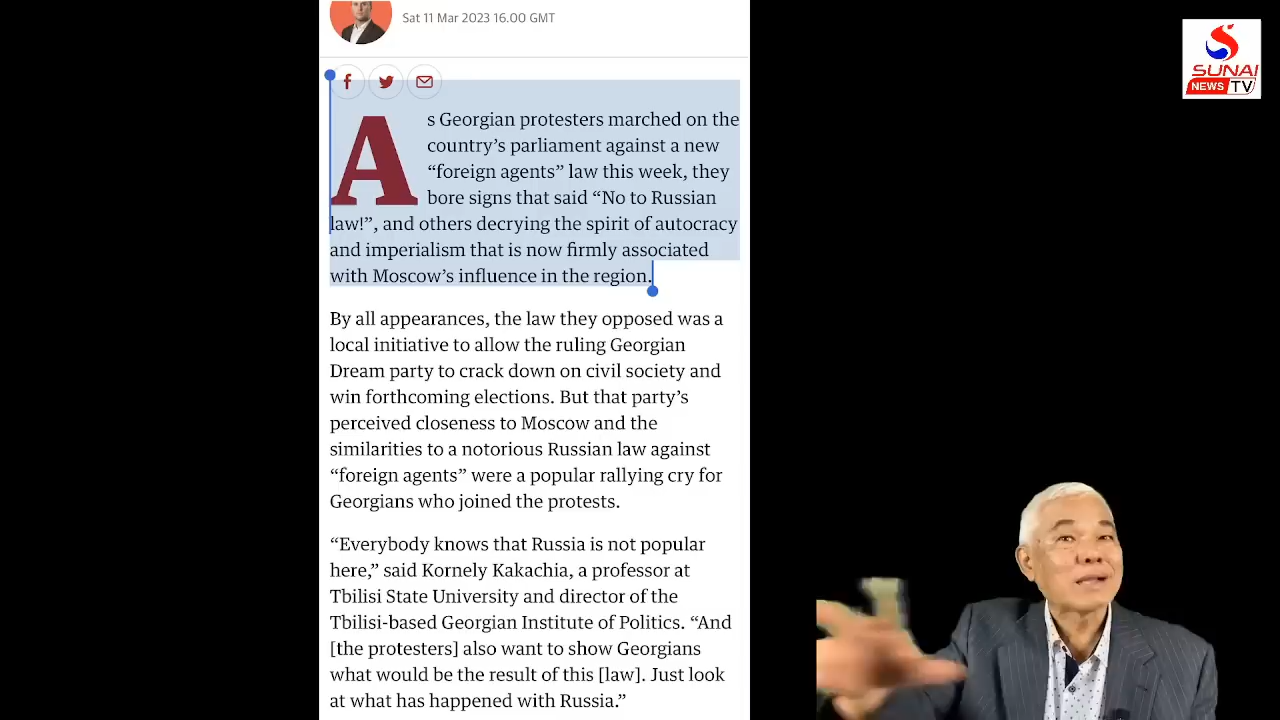 Sat 11 Mar 2023 16.00 GMT
SUNAI
NEWS TV
As Georgian protesters marched on the
country’s parliament against a new
“foreign agents” law this week, they
bore signs that said “No to Russian
law!”, and others decrying the spirit of autocracy
and imperialism that is now firmly associated
with Moscow’s influence in the region.
By all appearances, the law they opposed was a
local initiative to allow the ruling Georgian
Dream party to crack down on civil society and
win forthcoming elections. But that party’s
perceived closeness to Moscow and the
similarities to a notorious Russian law against
“foreign agents” were a popular rallying cry for
Georgians who joined the protests.
“Everybody knows that Russia is not popular
here,” said Kornely Kakachia, a professor at
Tbilisi State University and director of the
Tbilisi-based Georgian Institute of Politics. “And
[the protesters] also want to show Georgians
what would be the result of this [law]. Just look
at what has happened with Russia.”